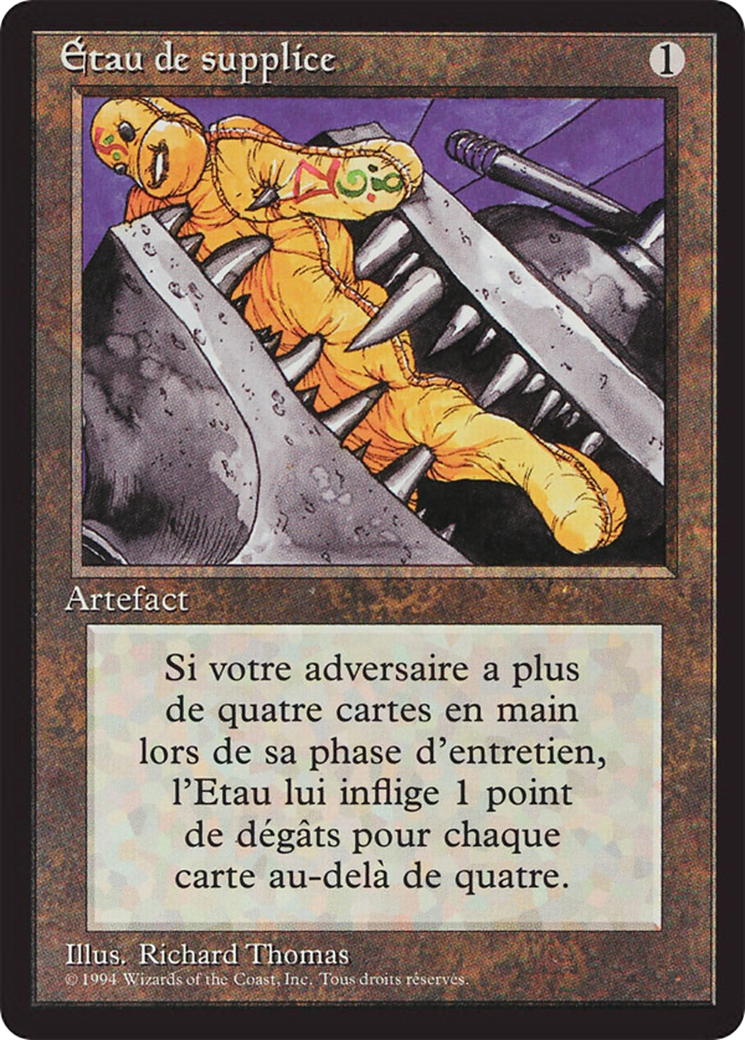 Étau de supplice
1
Artefact
Si votre adversaire a plus
de quatre cartes en main
lors de sa phase d'entretien,
l'Etau lui inflige 1 point
de dégâts pour chaque
carte au-delà de quatre.
Illus. Richard Thomas
© 1994 Wizards of the Coast, Inc. Tous droits réservés.